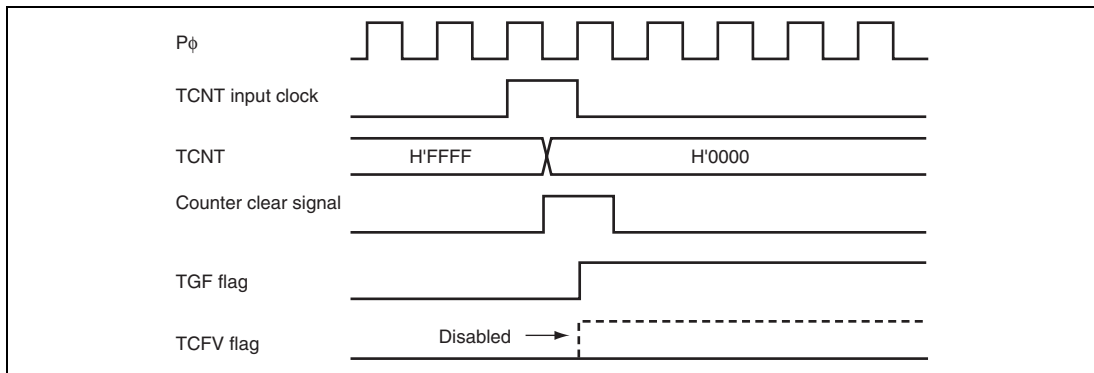 Pϕ
TCNT input clock
TCNT
H'FFFF
H'0000
Counter clear signal
TGF flag
Disabled
TCFV flag